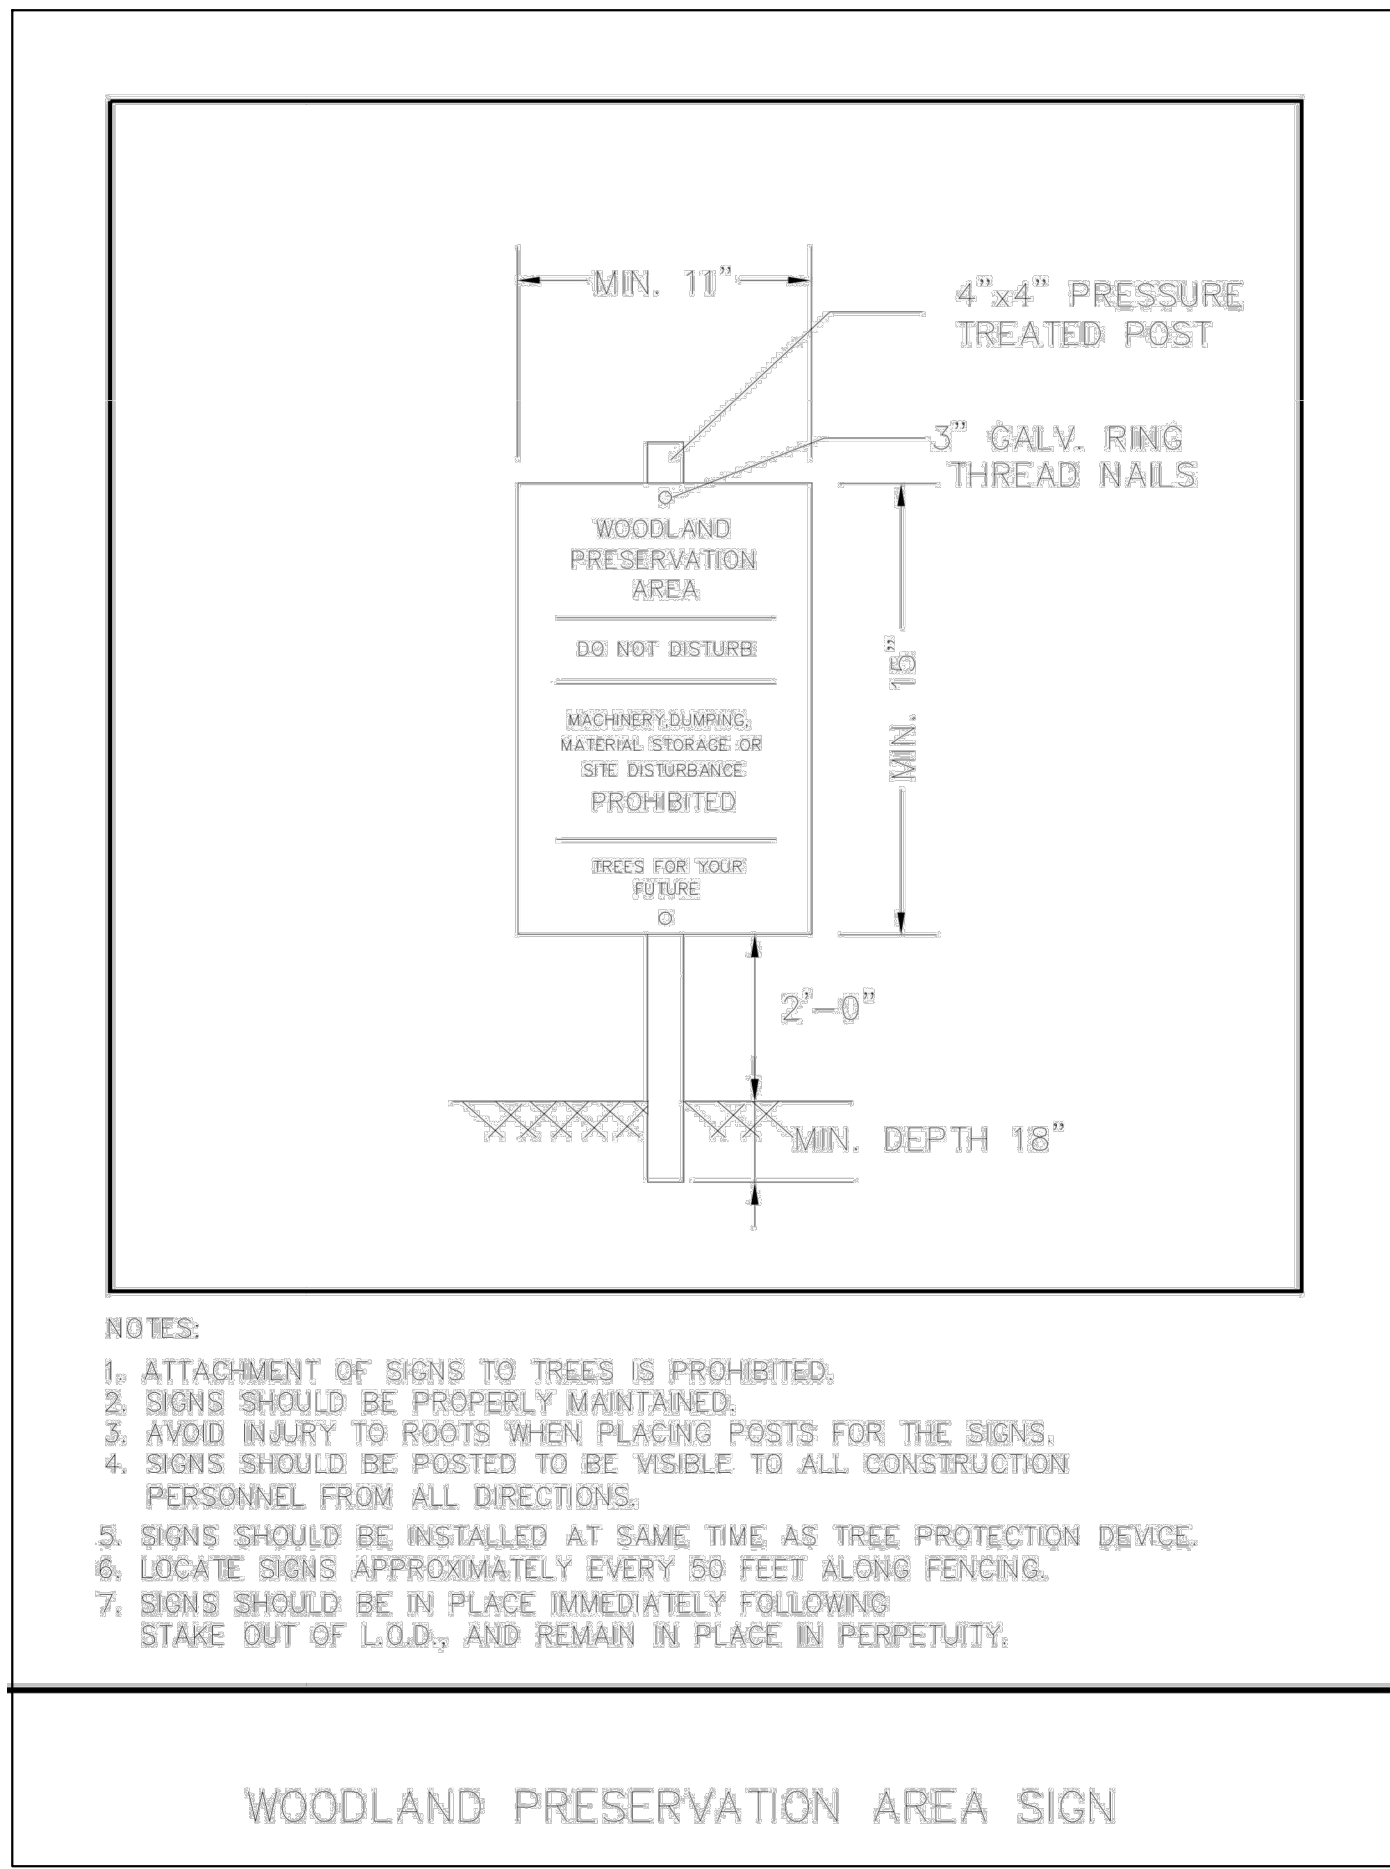 MIN. 11"
4"x4" PRESSURE
TREATED POST
3" GALV. RING
THREAD NAILS
WOODLAND
PRESERVATION
AREA
DO NOT DISTURB
MACHINERY,DUMPING,
MATERIAL STORAGE OR
SITE DISTURBANCE
PROHIBITED
TREES FOR YOUR
FUTURE
MIN. 15"
2'-0"
MIN. DEPTH 18"
NOTES:
1. ATTACHMENT OF SIGNS TO TREES IS PROHIBITED.
2. SIGNS SHOULD BE PROPERLY MAINTAINED.
3. AVOID INJURY TO ROOTS WHEN PLACING POSTS FOR THE SIGNS.
4. SIGNS SHOULD BE POSTED TO BE VISIBLE TO ALL CONSTRUCTION
PERSONNEL FROM ALL DIRECTIONS.
5. SIGNS SHOULD BE INSTALLED AT SAME TIME AS TREE PROTECTION DEVICE.
6. LOCATE SIGNS APPROXIMATELY EVERY 50 FEET ALONG FENCING.
7. SIGNS SHOULD BE IN PLACE IMMEDIATELY FOLLOWING
STAKE OUT OF L.O.D., AND REMAIN IN PLACE IN PERPETUITY.
WOODLAND PRESERVATION AREA SIGN